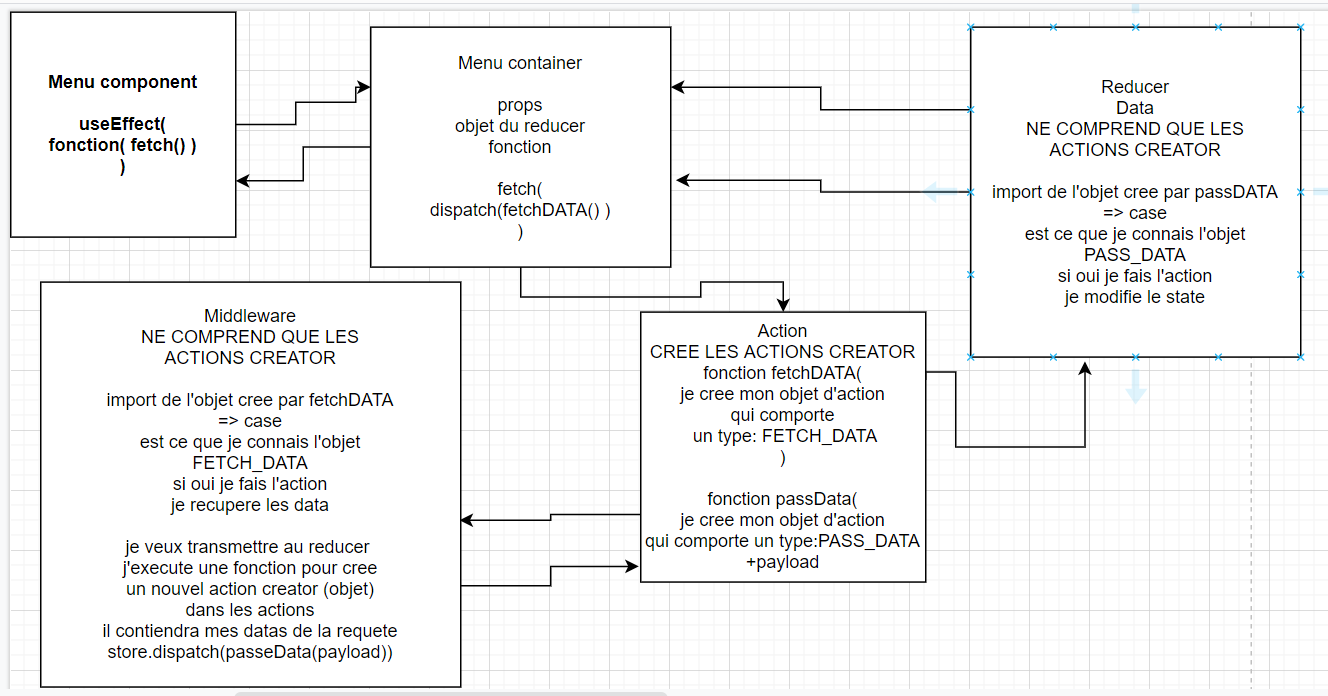 Menu component
useEffect(
fonction( fetch() )
)
Menu container
props
objet du reducer
fonction
fetch(
dispatch(fetchDATA() )
)
Reducer
Data
NE COMPREND QUE LES
ACTIONS CREATOR
import de l'objet cree par passDATA
=> case
est ce que je connais l'objet
PASS_DATA
si oui je fais l'action
je modifie le state
Middleware
NE COMPREND QUE LES
ACTIONS CREATOR
import de l'objet cree par fetchDATA
=> case
est ce que je connais l'objet
FETCH_DATA
si oui je fais l'action
je recupere les data
je veux transmettre au reducer
j'execute une fonction pour cree
un nouvel action creator (objet)
dans les actions
il contiendra mes datas de la requete
store.dispatch(passeData(payload))
Action
CREE LES ACTIONS CREATOR
fonction fetchDATA(
je cree mon objet d'action
qui comporte
un type: FETCH_DATA
)
fonction passData(
je cree mon objet d'action
qui comporte un type:PASS_DATA
+payload